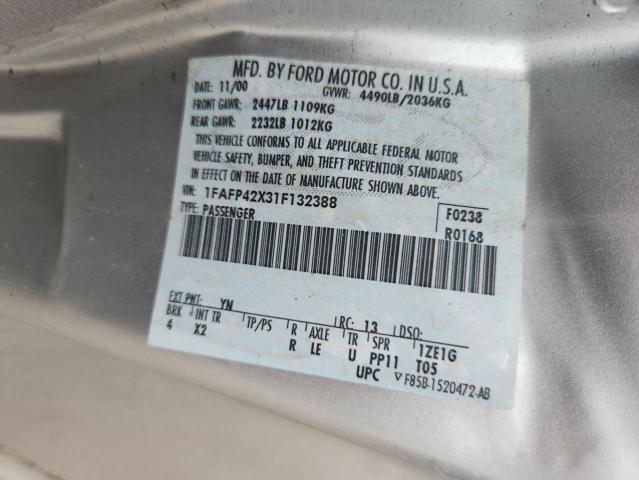 MFD. BY FORD MOTOR CO. IN U.S.A.
DATE: 11/00 GVWR: 4490LB/2036KG
FRONT GAWR: 2447LB 1109KG
REAR GAWR: 2232LB 1012KG
THIS VEHICLE CONFORMS TO ALL APPLICABLE FEDERAL MOTOR
VEHICLE SAFETY, BUMPER, AND THEFT PREVENTION STANDARDS
IN EFFECT ON THE DATE OF MANUFACTURE SHOWN ABOVE.
VIN: 1FAFP42X31F132388 F0238
TYPE: PASSENGER R0168
EXT PNT: YN RC: 13 DSO:
BRK INT TR TP/PS R AXLE TR SPR 1ZE1G
4 X2 R LE U PP11 T05
UPC ▽F85B-1520472-AB